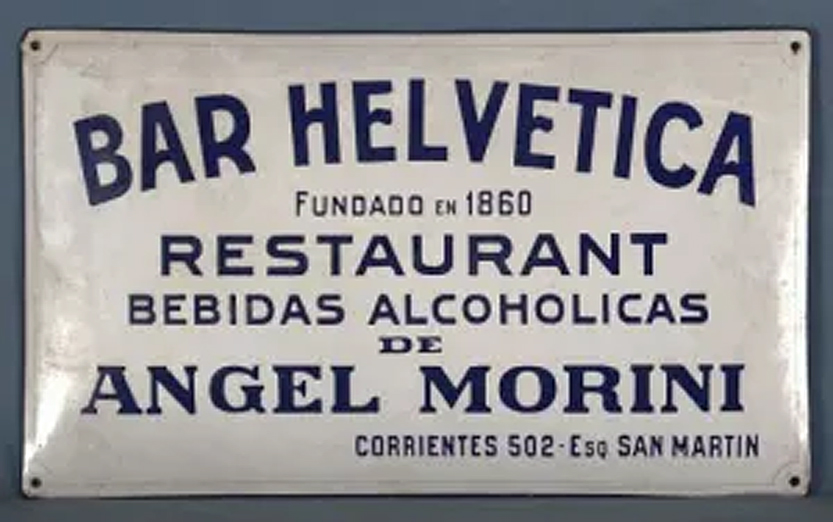 BAR HELVETICA
FUNDADO EN 1860
RESTAURANT
BEBIDAS ALCOHOLICAS
DE
ANGEL MORINI
CORRIENTES 502-Esq SAN MARTIN